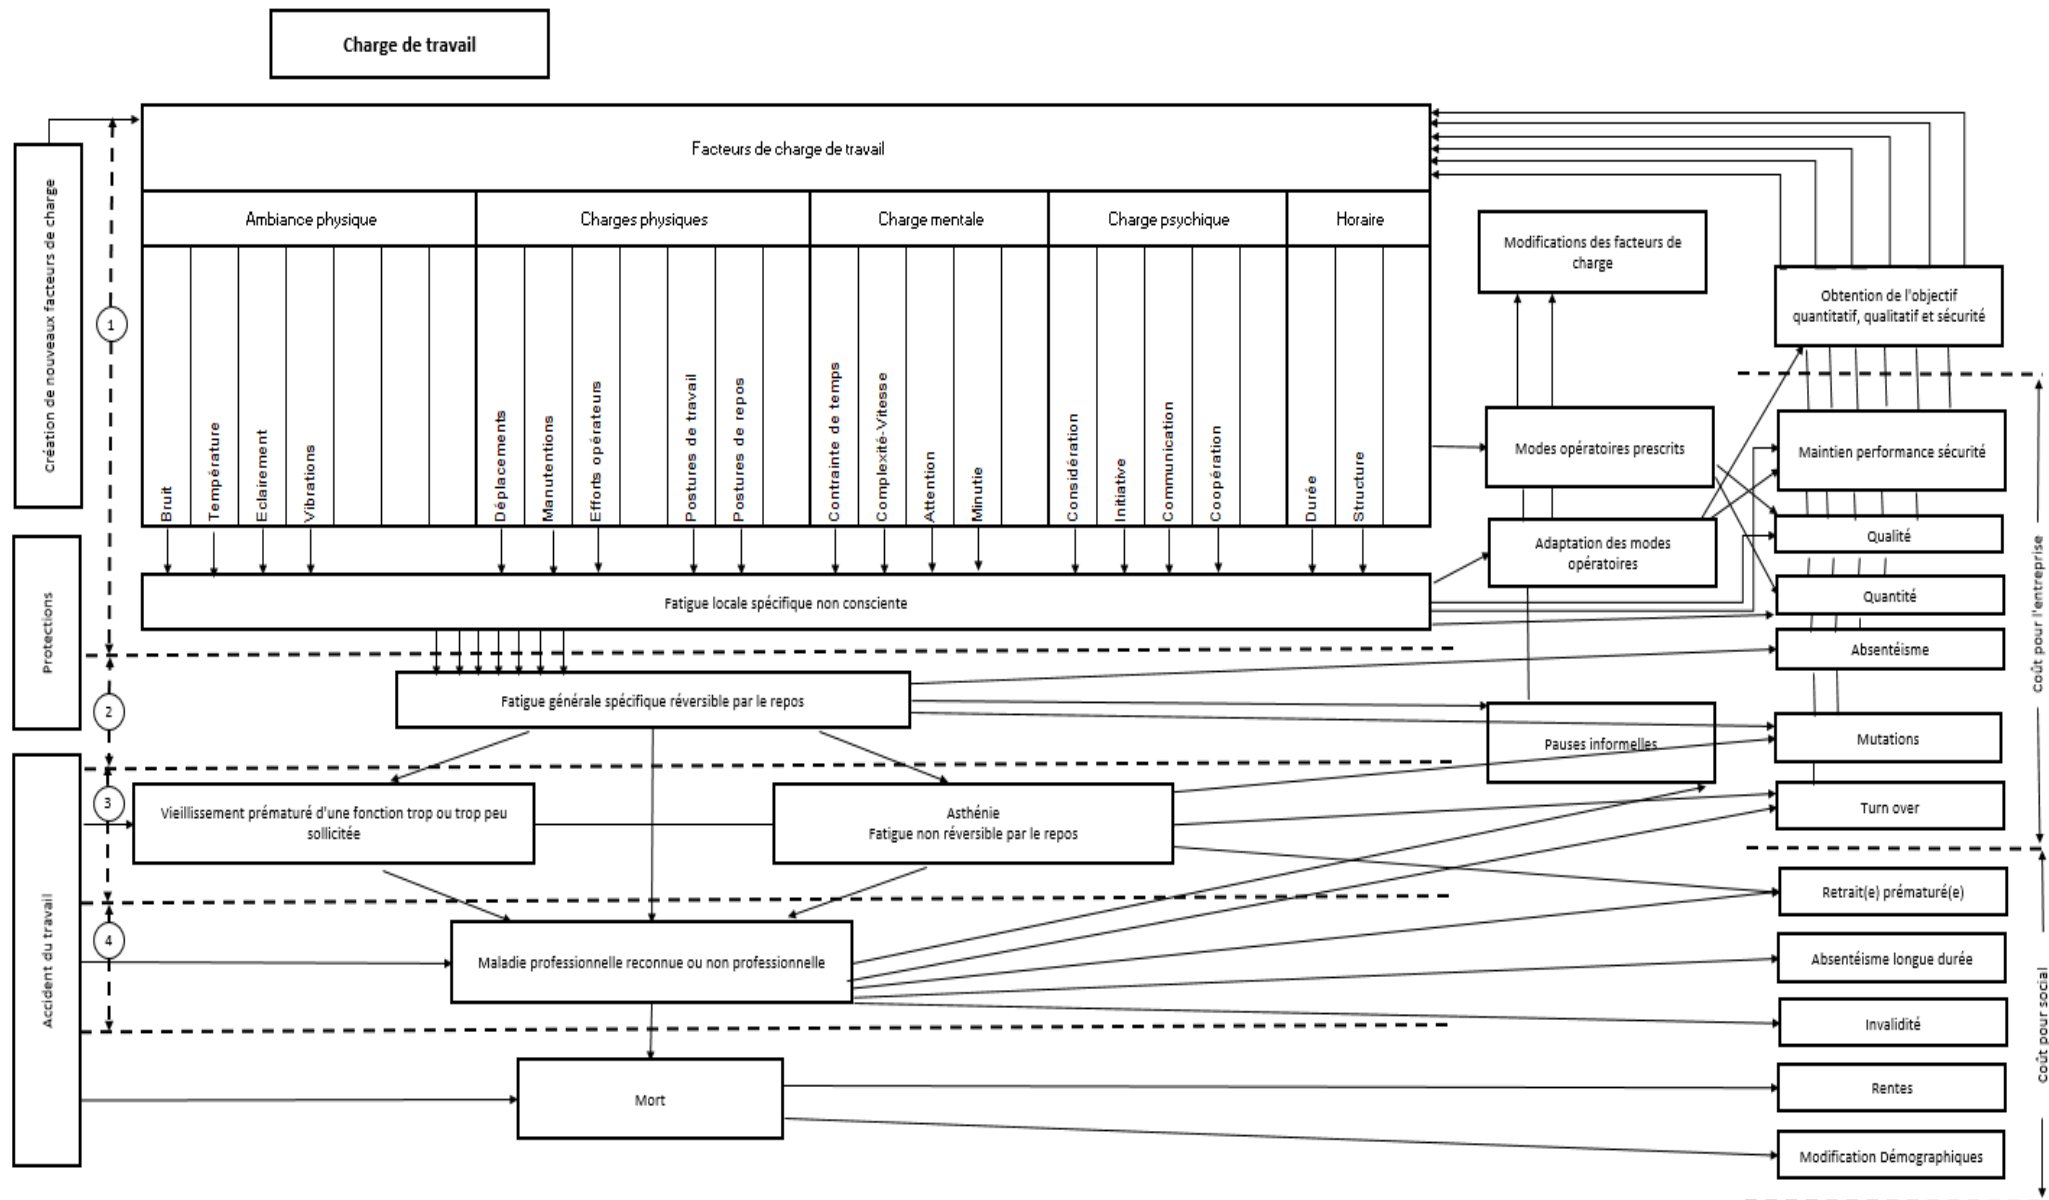 Charge de travail
Facteurs de charge de travail
Ambiance physique
Charges physiques
Charge mentale
Charge psychique
Horaire
Bruit
Température
Eclairement
Vibrations
Déplacements
Manutentions
Efforts opérateurs
Postures de travail
Postures de repos
Contrainte de temps
Complexité-Vitesse
Attention
Minutie
Considération
Initiative
Communication
Coopération
Durée
Structure
Création de nouveaux facteurs de charge
Protections
Accident du travail
1
2
3
4
Fatigue locale spécifique non consciente
Fatigue générale spécifique réversible par le repos
Vieillissement prématuré d'une fonction trop ou trop peu
sollicitée
Asthénie
Fatigue non réversible par le repos
Maladie professionnelle reconnue ou non professionnelle
Mort
Modifications des facteurs de
charge
Modes opératoires prescrits
Adaptation des modes
opératoires
Pauses informelles
Obtention de l'objectif
quantitatif, qualitatif et sécurité
Maintien performance sécurité
Qualité
Quantité
Absentéisme
Mutations
Turn over
Retrait(e) prématuré(e)
Absentéisme longue durée
Invalidité
Rentes
Modification Démographiques
Coût pour l'entreprise
Coût pour social